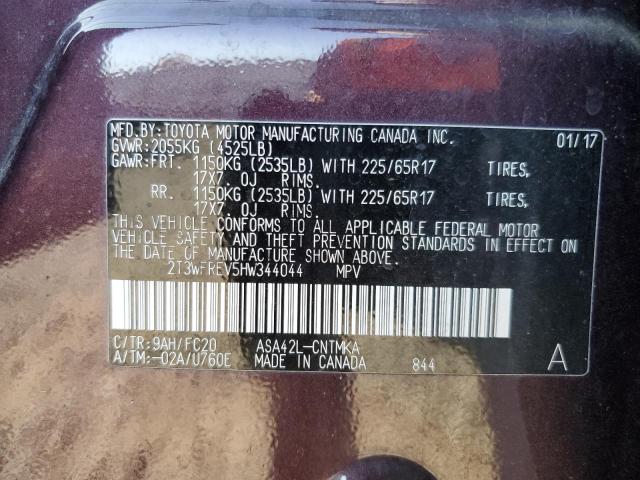 MFD.BY:TOYOTA MOTOR MANUFACTURING CANADA INC. 01/17
GVWR:2055KG (4525LB)
GAWR:FRT. 1150KG (2535LB) WITH 225/65R17 TIRES,
17X7.0J RIMS.
RR. 1150KG (2535LB) WITH 225/65R17 TIRES,
17X7.0J RIMS.
THIS VEHICLE CONFORMS TO ALL APPLICABLE FEDERAL MOTOR
VEHICLE SAFETY AND THEFT PREVENTION STANDARDS IN EFFECT ON
THE DATE OF MANUFACTURE SHOWN ABOVE.
2T3WFREV5HW344044 MPV
C/TR:9AH/FC20 ASA42L-CNTMKA
A/TM:-02A/U760E MADE IN CANADA 844 A